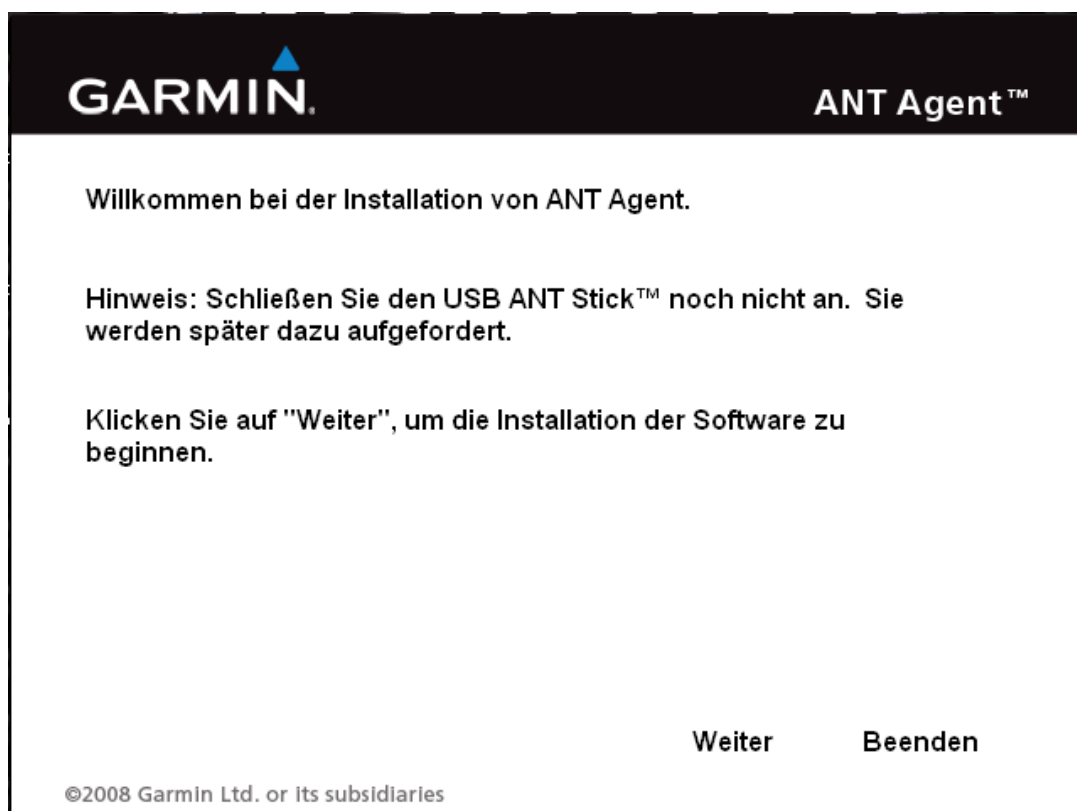 GARMIN.
ANT Agent™
Willkommen bei der Installation von ANT Agent.
Hinweis: Schließen Sie den USB ANT Stick™ noch nicht an.  Sie
werden später dazu aufgefordert.
Klicken Sie auf "Weiter", um die Installation der Software zu
beginnen.
Weiter
Beenden
©2008 Garmin Ltd. or its subsidiaries